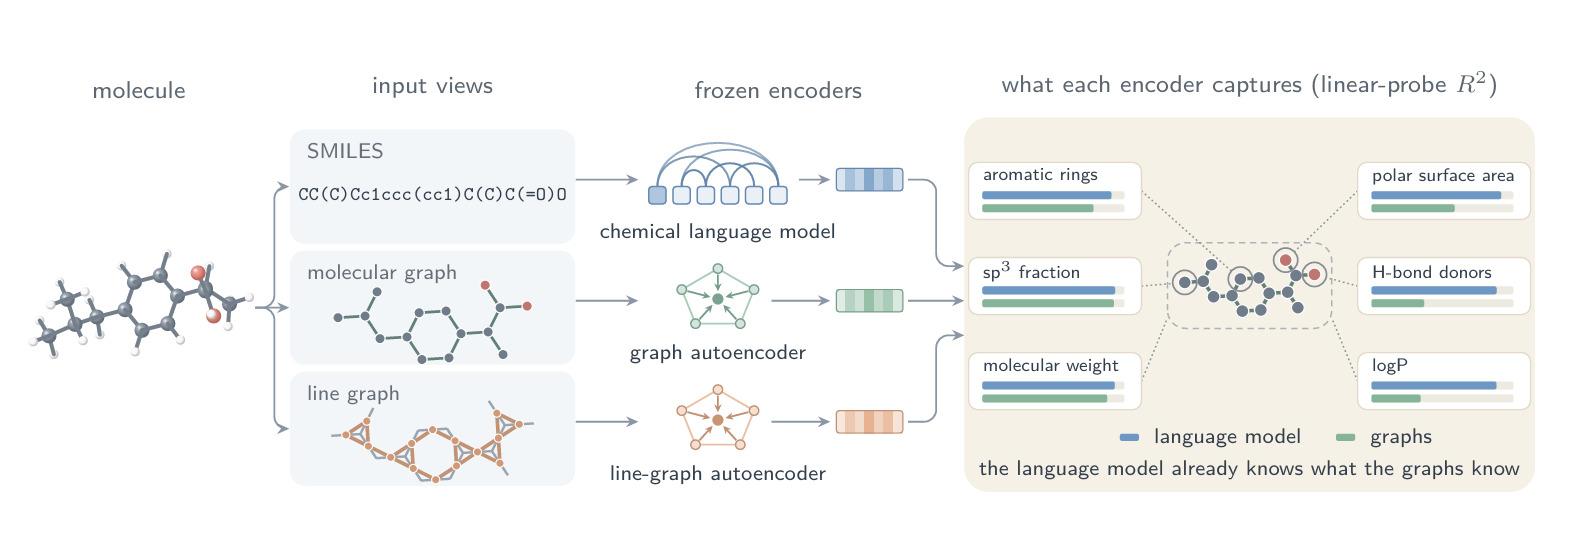 molecule
input views
frozen encoders
what each encoder captures (linear-probe R²)
SMILES
CC(C)Cc1ccc(cc1)C(C)C(=O)O
chemical language model
molecular graph
graph autoencoder
line graph
line-graph autoencoder
aromatic rings
polar surface area
sp³ fraction
H-bond donors
molecular weight
logP
language model
graphs
the language model already knows what the graphs know